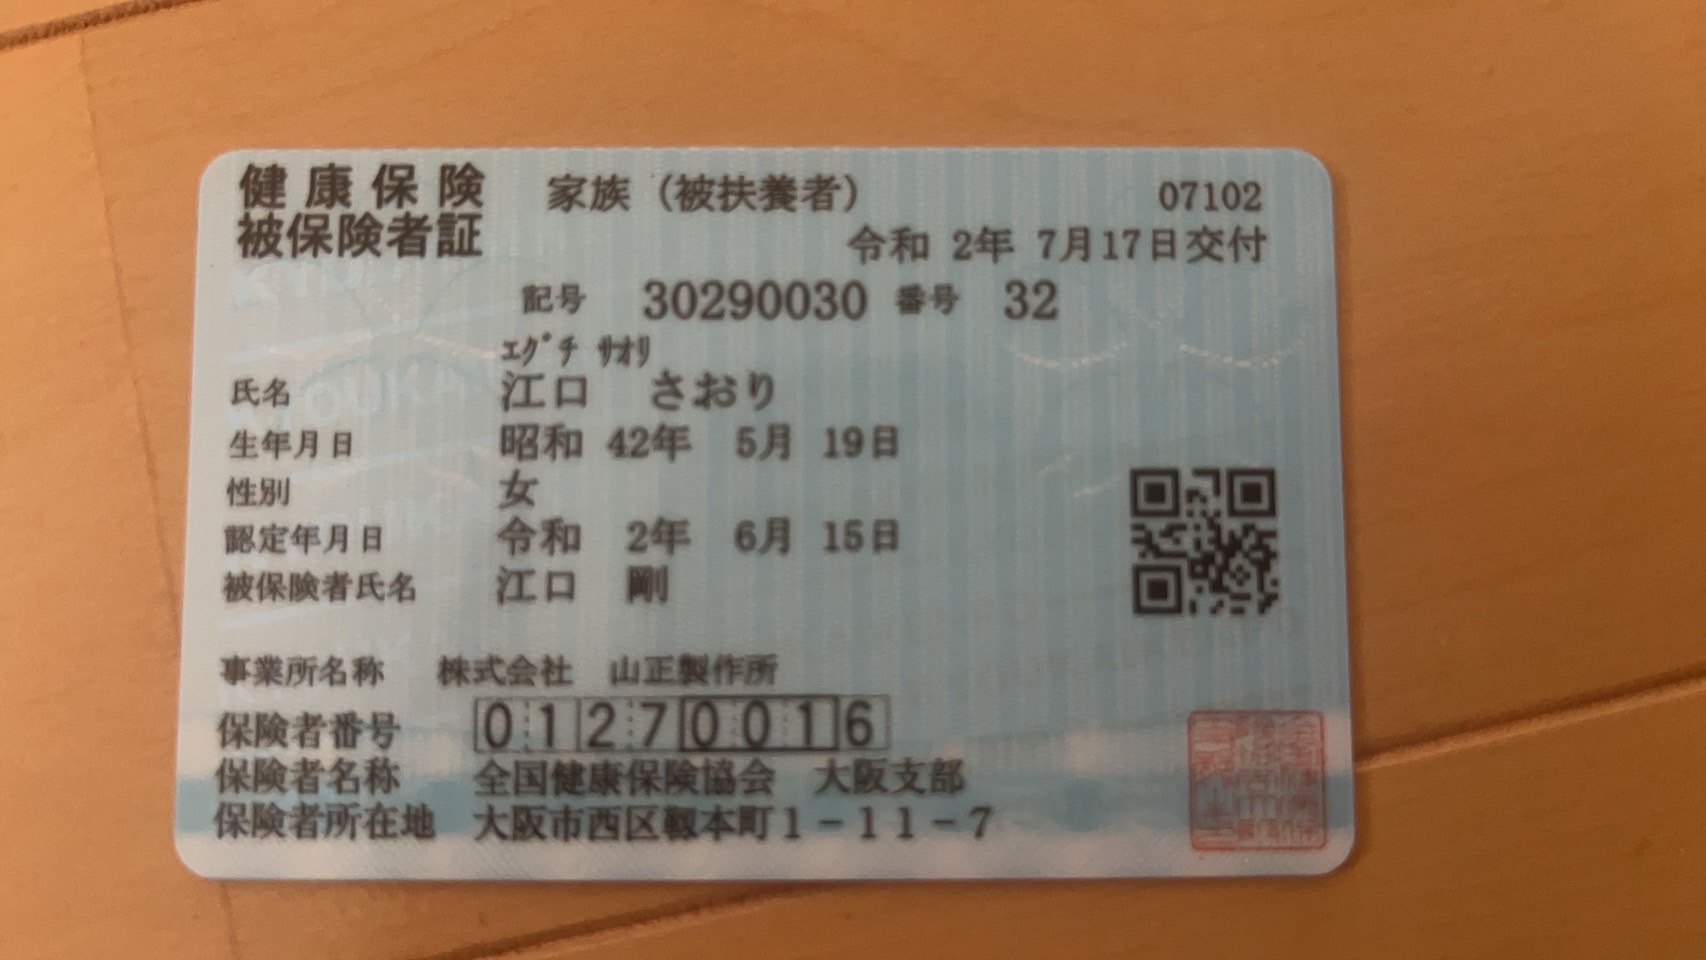 健康保険 家族（被扶養者） 07102
被保険者証 令和 2年 7月17日交付
記号 30290030 番号 32
ｴｸﾞﾁ ｻｵﾘ
氏名 江口 さおり
生年月日 昭和 42年 5月 19日
性別 女
認定年月日 令和 2年 6月 15日
被保険者氏名 江口 剛
事業所名称 株式会社 山正製作所
保険者番号 01270016
保険者名称 全国健康保険協会 大阪支部
保険者所在地 大阪市西区靱本町1－11－7